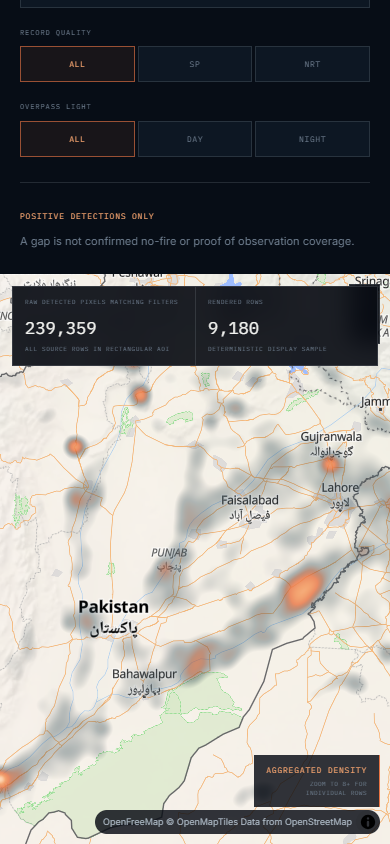 RECORD QUALITY
ALL
SP
NRT
OVERPASS LIGHT
ALL
DAY
NIGHT
POSITIVE DETECTIONS ONLY
A gap is not confirmed no-fire or proof of observation coverage.
Srinag
RAW DETECTED PIXELS MATCHING FILTERS
RENDERED ROWS
239,359
9,180
ALL SOURCE ROWS IN RECTANGULAR AOI
DETERMINISTIC DISPLAY SAMPLE
Jamm
Gujranwala
گوجرانوالہ
Lahore
لاہور
Faisalabad
فیصل آباد
PUNJAB
پنجاب
Pakistan
پاکستان
Bahawalpur
بہاولپور
AGGREGATED DENSITY
ZOOM TO 8+ FOR
INDIVIDUAL ROWS
OpenFreeMap © OpenMapTiles Data from OpenStreetMap